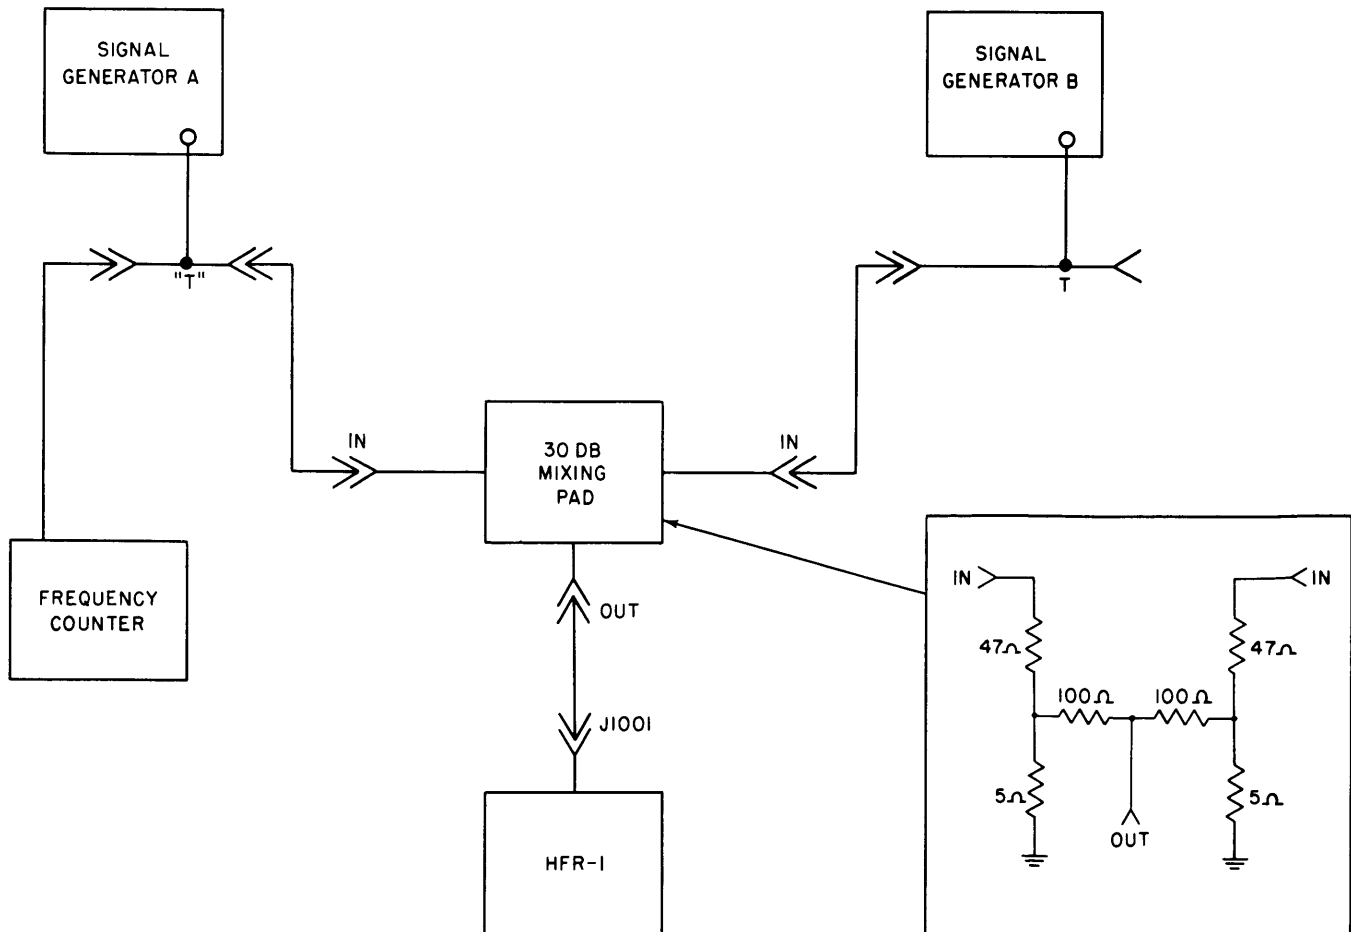 SIGNAL
GENERATOR A
SIGNAL
GENERATOR B
"T"
T
IN
30 DB
MIXING
PAD
IN
FREQUENCY
COUNTER
OUT
J1001
HFR-1
IN
IN
47Ω
47Ω
100Ω
100Ω
5Ω
5Ω
OUT